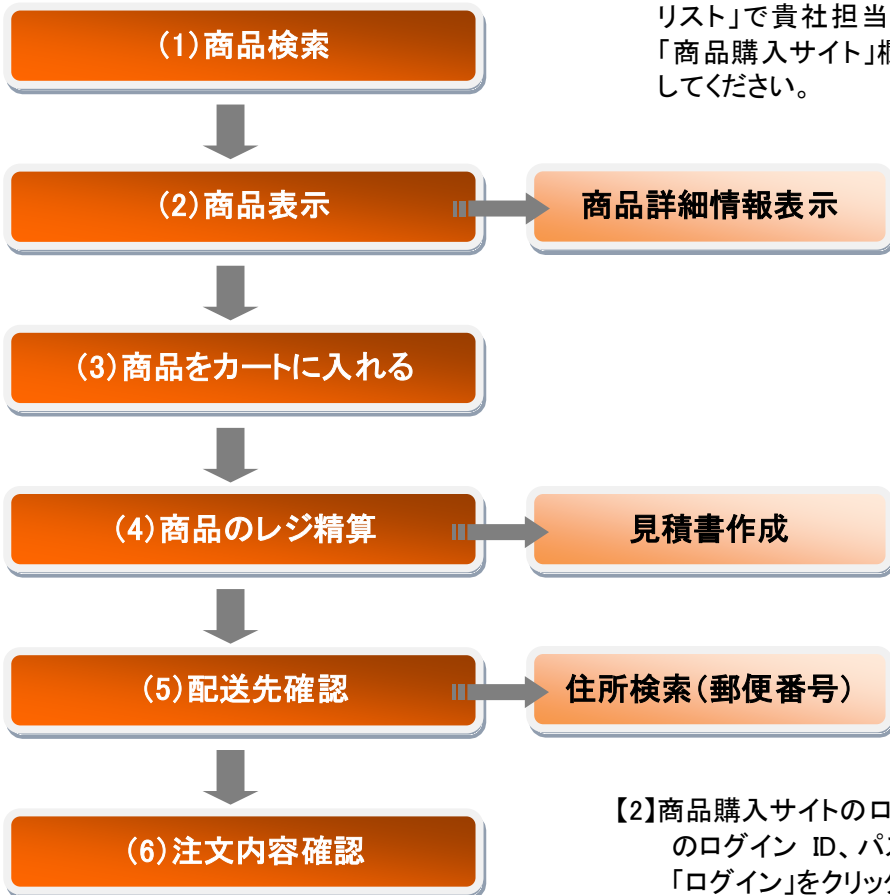 リスト」で貴社担当
「商品購入サイト」
してください。
(1)商品検索
(2)商品表示
商品詳細情報表示
(3)商品をカートに入れる
(4)商品のレジ精算
見積書作成
(5)配送先確認
住所検索(郵便番号)
【2】商品購入サイトのロ
のログイン ID、パ
「ログイン」をクリッ
(6)注文内容確認